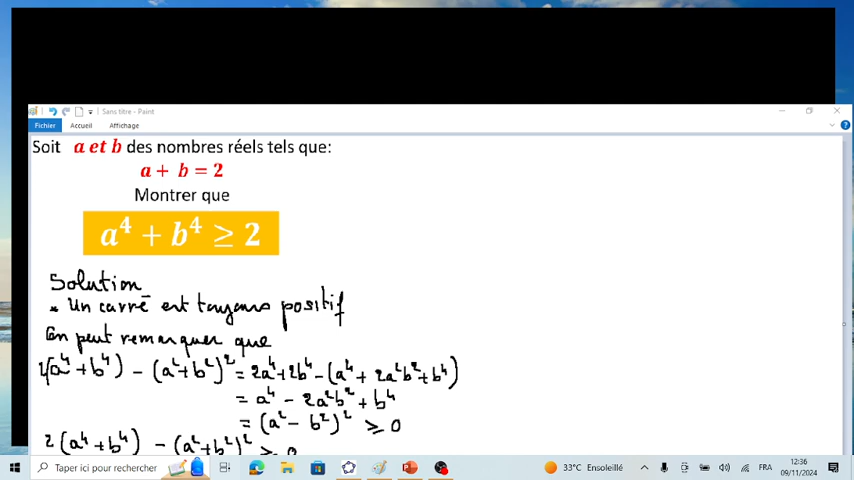 Sans titre - Paint
Fichier Accueil Affichage
Soit a et b des nombres réels tels que:
a + b = 2
Montrer que
a⁴ + b⁴ ≥ 2
Solution
* Un carré est toujours positif
On peut remarquer que
2(a⁴ + b⁴) - (a² + b²)² = 2a⁴ + 2b⁴ - (a⁴ + 2a²b² + b⁴)
= a⁴ - 2a²b² + b⁴
= (a² - b²)² ≥ 0
2(a⁴ + b⁴) - (a² + b²)² ≥ 0
Taper ici pour rechercher
33°C Ensoleillé
FRA
12:36
09/11/2024